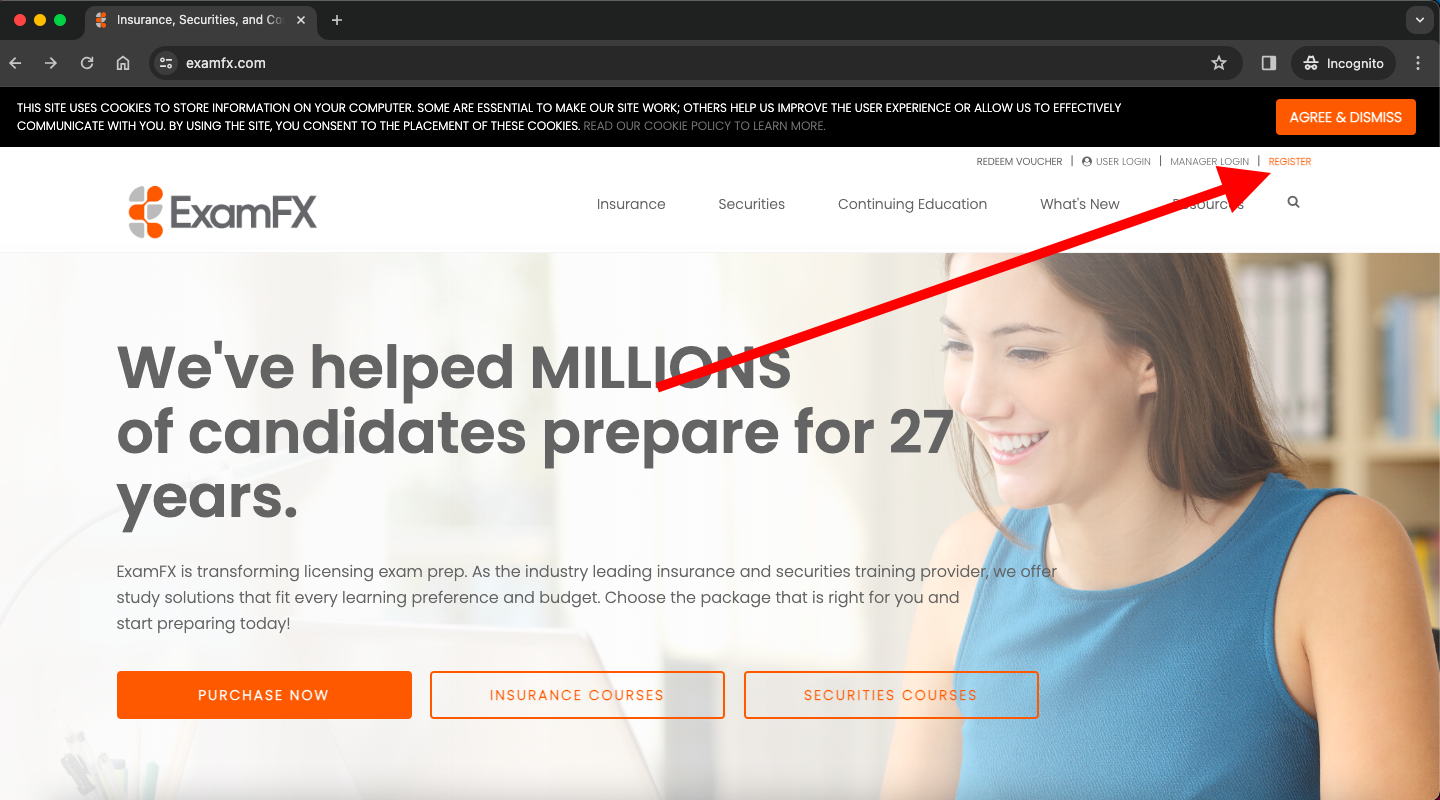 Insurance, Securities, and Co
examfx.com
Incognito
THIS SITE USES COOKIES TO STORE INFORMATION ON YOUR COMPUTER. SOME ARE ESSENTIAL TO MAKE OUR SITE WORK; OTHERS HELP US IMPROVE THE USER EXPERIENCE OR ALLOW US TO EFFECTIVELY
COMMUNICATE WITH YOU. BY USING THE SITE, YOU CONSENT TO THE PLACEMENT OF THESE COOKIES. READ OUR COOKIE POLICY TO LEARN MORE.
AGREE & DISMISS
REDEEM VOUCHER | USER LOGIN | MANAGER LOGIN | REGISTER
ExamFX
Insurance Securities Continuing Education What's New Resources
We've helped MILLIONS
of candidates prepare for 27
years.
ExamFX is transforming licensing exam prep. As the industry leading insurance and securities training provider, we offer
study solutions that fit every learning preference and budget. Choose the package that is right for you and
start preparing today!
PURCHASE NOW INSURANCE COURSES SECURITIES COURSES